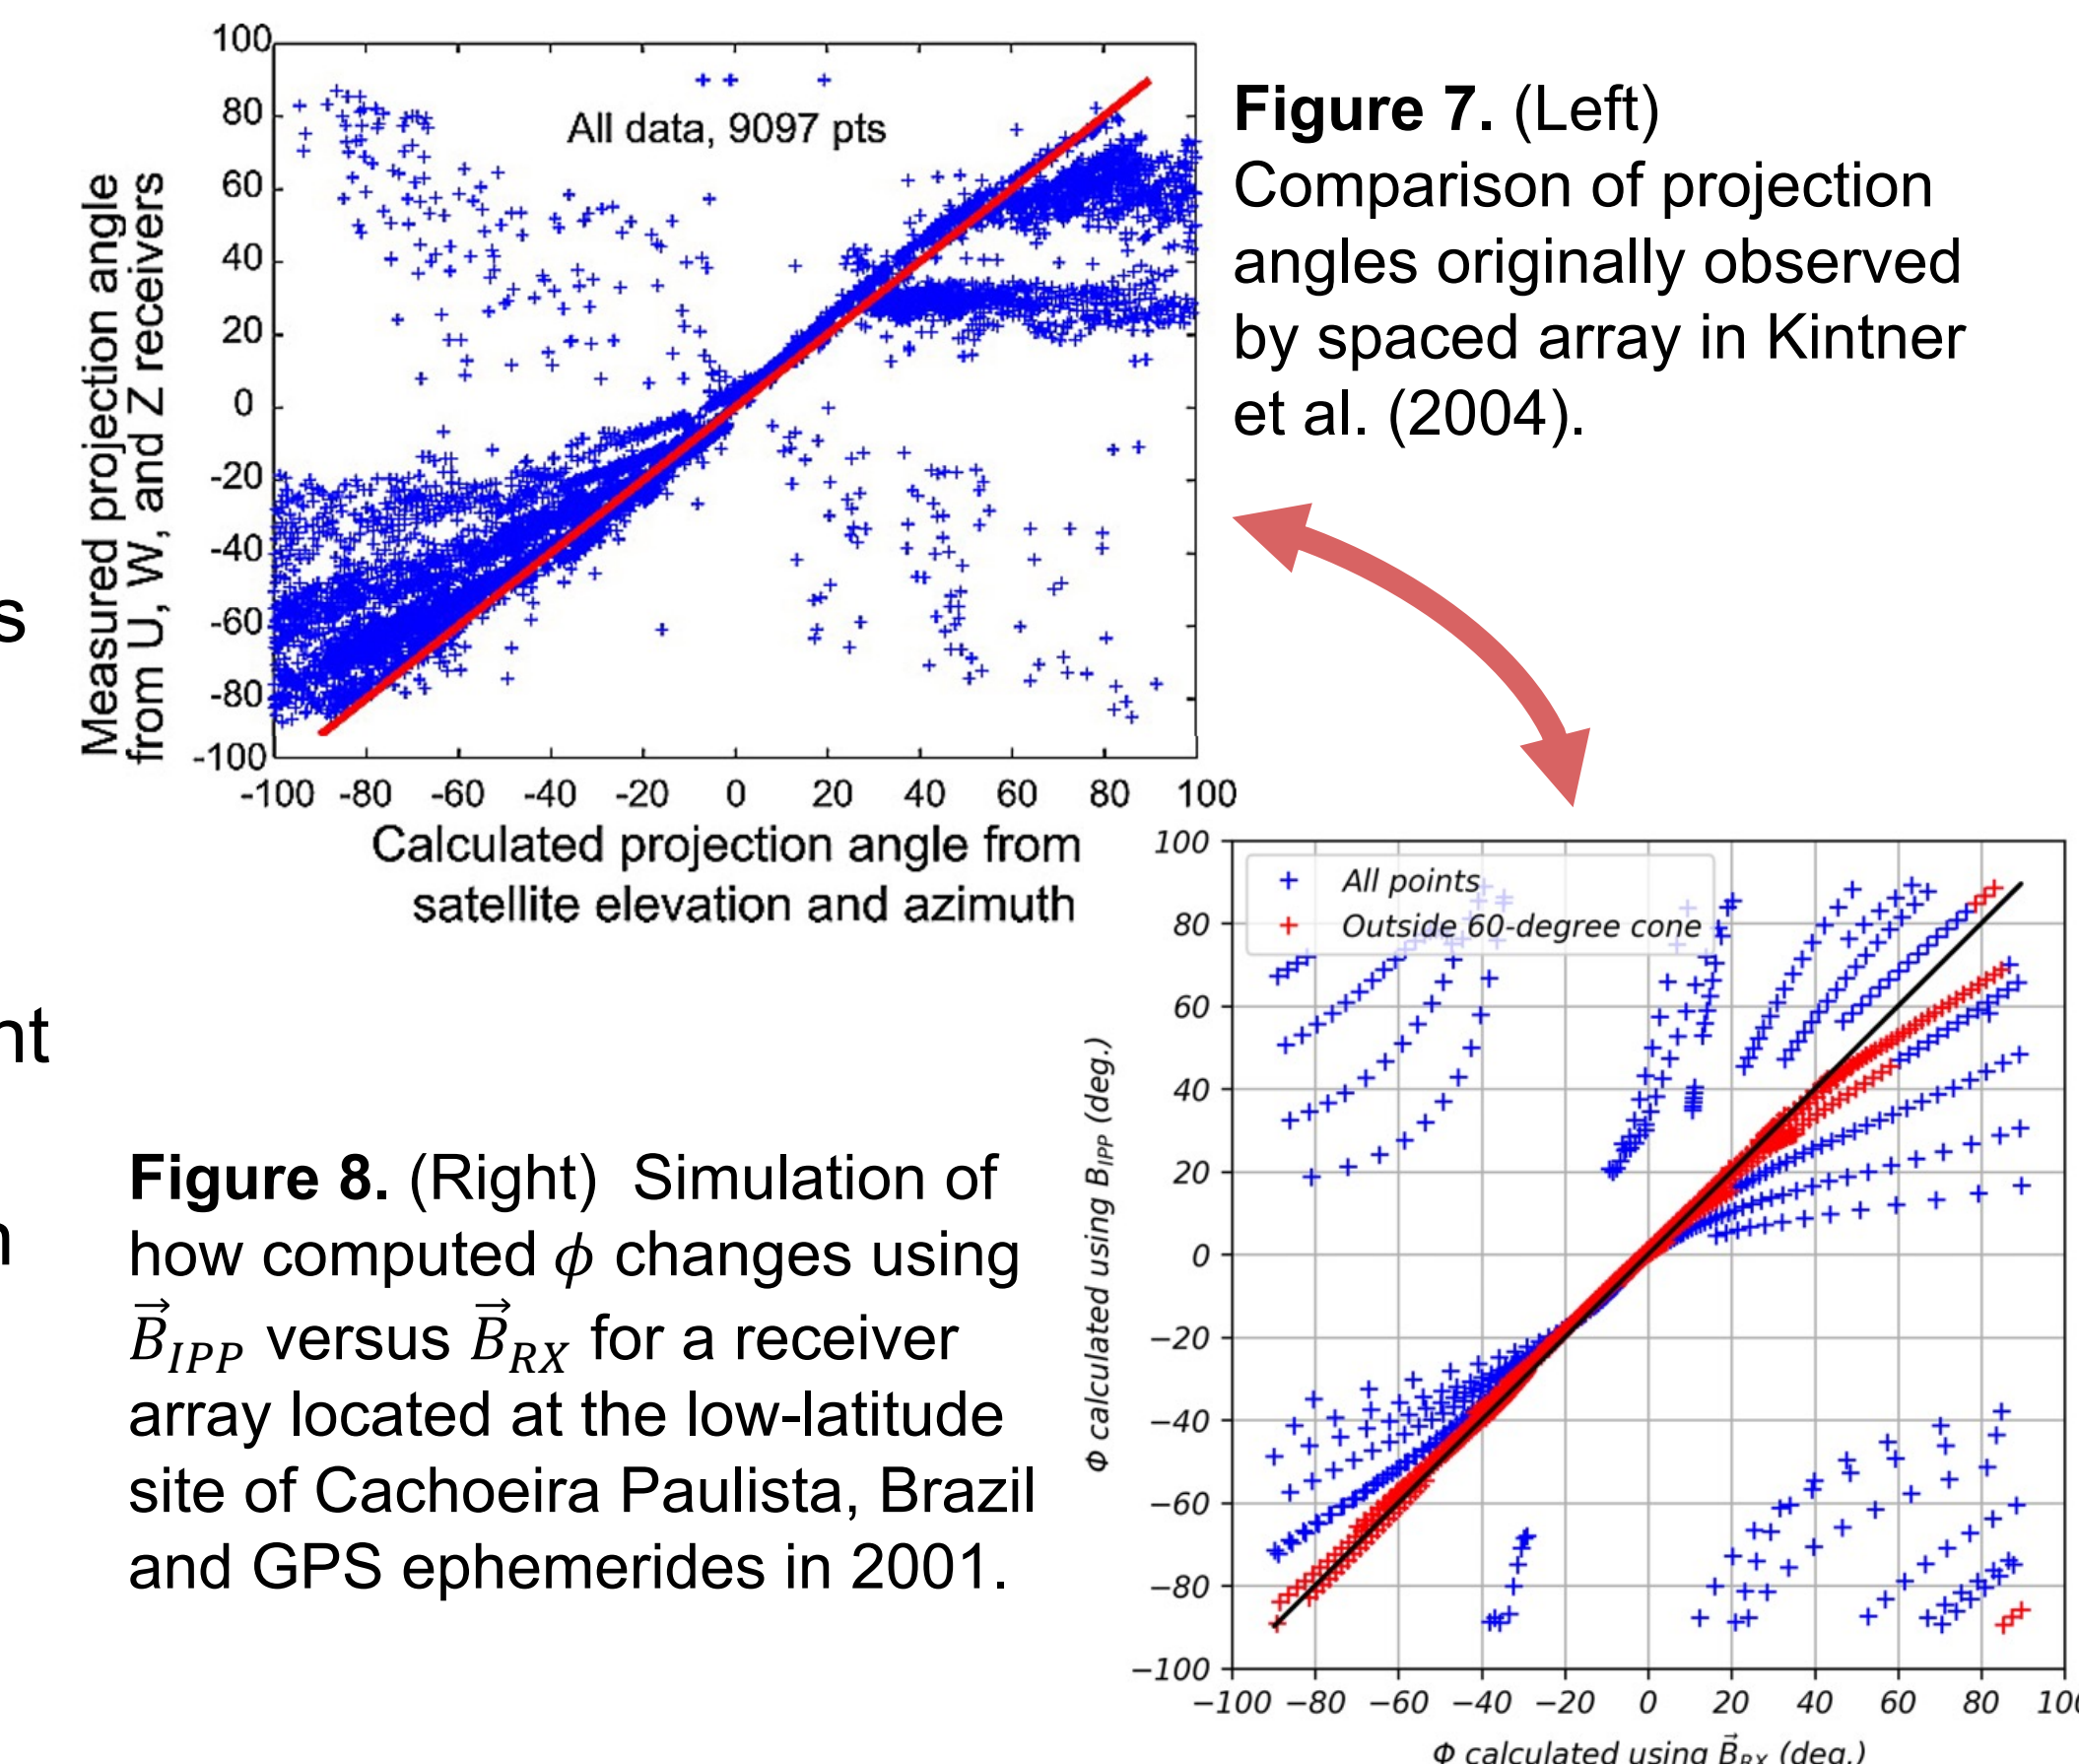 100
80
60
40
20
0
-20
-40
-60
-80
-100
Measured projection angle
from U, W, and Z receivers
All data, 9097 pts
-100 -80 -60 -40 -20 0 20 40 60 80 100
Calculated projection angle from
satellite elevation and azimuth
Figure 7. (Left)
Comparison of projection
angles originally observed
by spaced array in Kintner
et al. (2004).
s
nt
n
Figure 8. (Right) Simulation of
how computed ϕ changes using
B⃗IPP versus B⃗RX for a receiver
array located at the low-latitude
site of Cachoeira Paulista, Brazil
and GPS ephemerides in 2001.
100
80
60
40
20
0
−20
−40
−60
−80
−100
Φ calculated using BIPP (deg.)
All points
Outside 60-degree cone
−100 −80 −60 −40 −20 0 20 40 60 80 100
Φ calculated using B⃗RX (deg.)